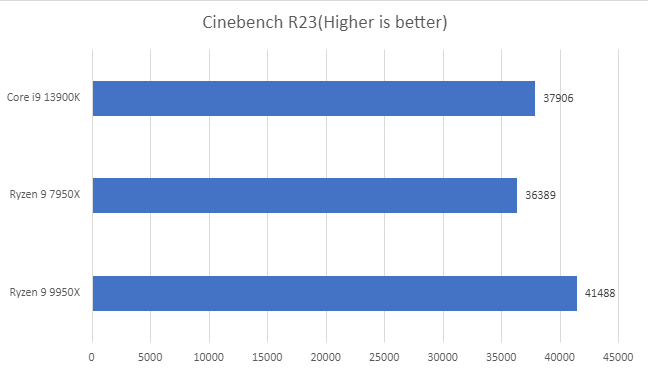 Cinebench R23(Higher is better)
Core i9 13900K
37906
Ryzen 9 7950X
36389
Ryzen 9 9950X
41488
0 5000 10000 15000 20000 25000 30000 35000 40000 45000